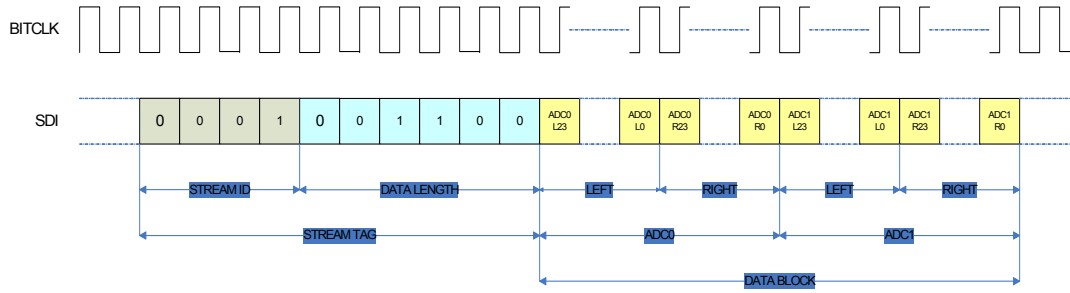 BITCLK
SDI
0 0 0 1 0 0 1 1 0 0
ADC0 L23
ADC0 L0
ADC0 R23
ADC0 R0
ADC1 L23
ADC1 L0
ADC1 R23
ADC1 R0
STREAM ID DATA LENGTH LEFT RIGHT LEFT RIGHT
STREAM TAG ADC0 ADC1
DATA BLOCK